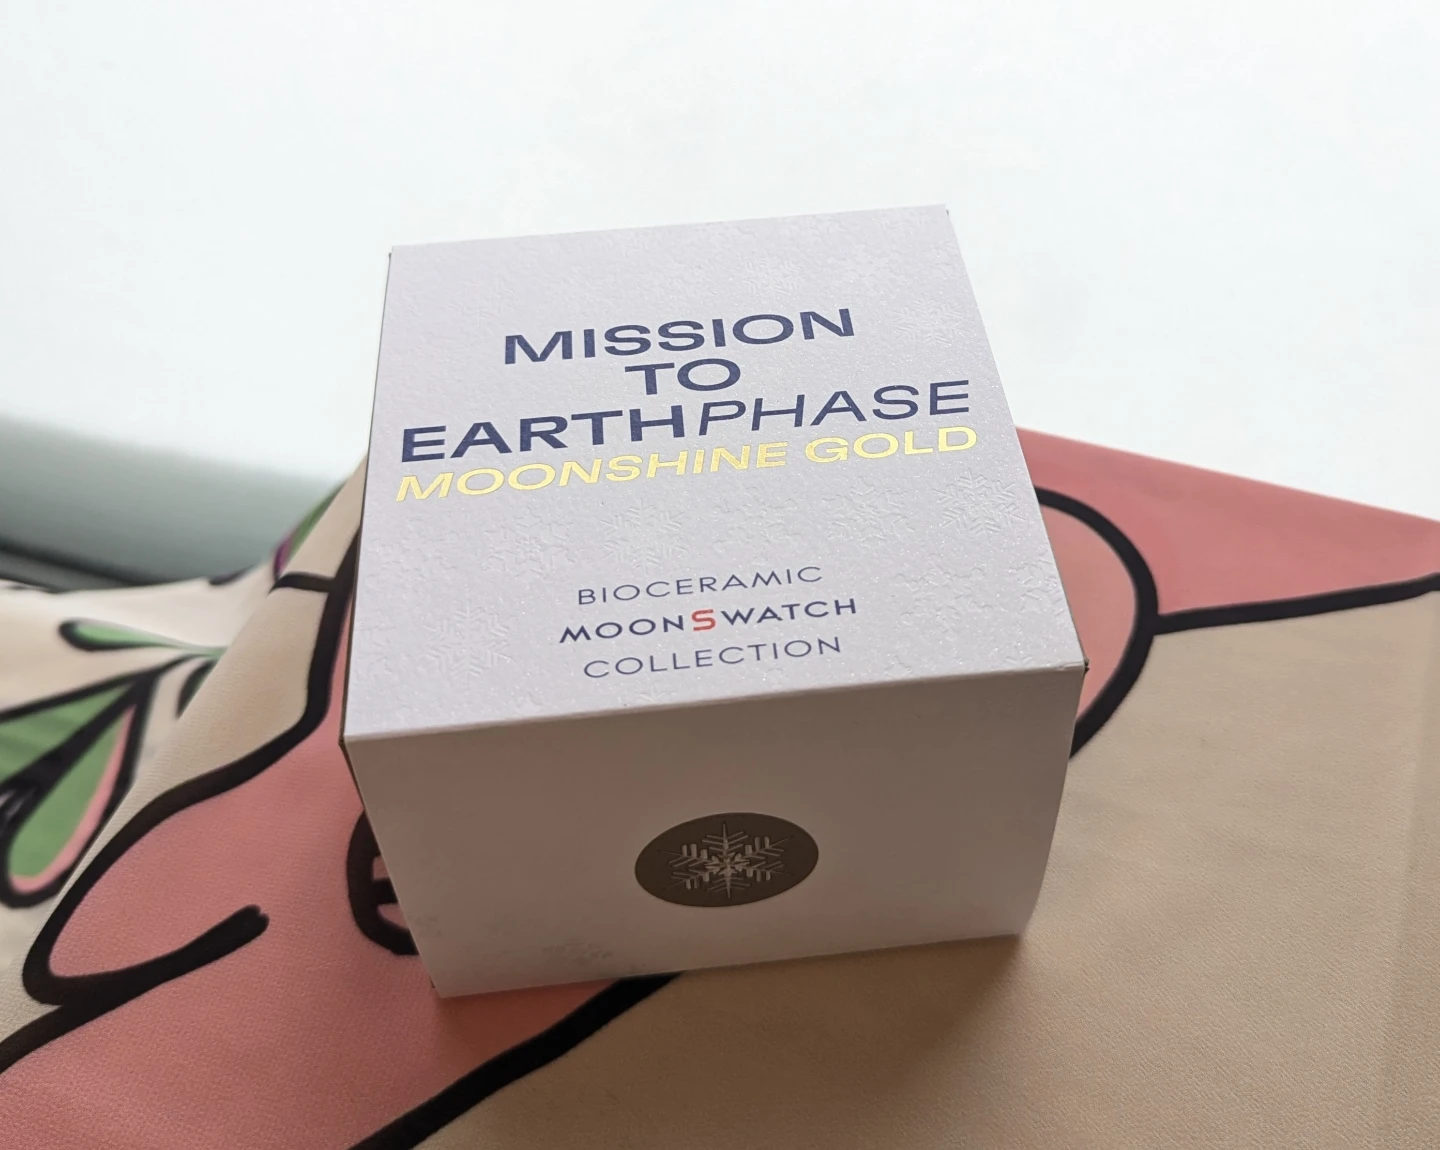 MISSION
TO
EARTHPHASE
MOONSHINE GOLD
BIOCERAMIC
MOONSWATCH
COLLECTION